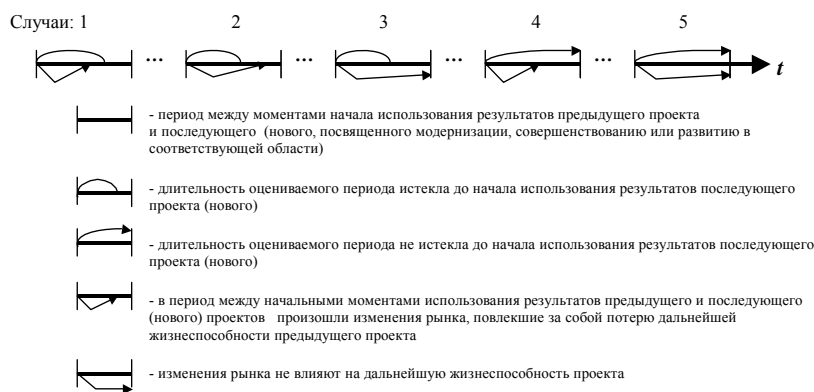 Случаи: 1 2 3 4 5
... ... ... ... t
- период между моментами начала использования результатов предыдущего проекта
и последующего (нового, посвященного модернизации, совершенствованию или развитию в
соответствующей области)
- длительность оцениваемого периода истекла до начала использования результатов последующего
проекта (нового)
- длительность оцениваемого периода не истекла до начала использования результатов последующего
проекта (нового)
- в период между начальными моментами использования результатов предыдущего и последующего
(нового) проектов произошли изменения рынка, повлекшие за собой потерю дальнейшей
жизнеспособности предыдущего проекта
- изменения рынка не влияют на дальнейшую жизнеспособность проекта